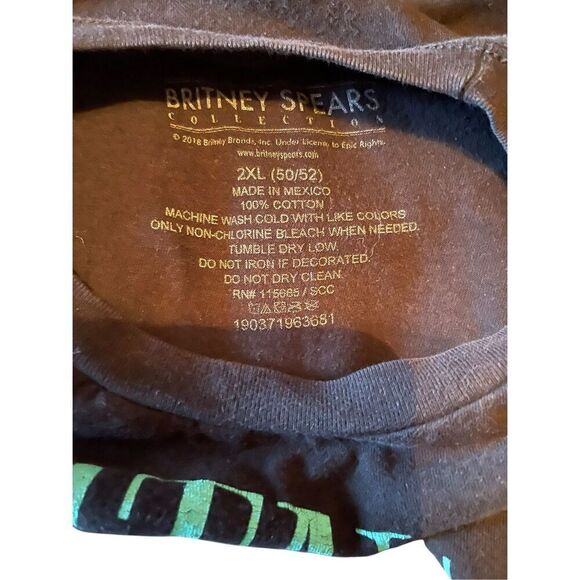 BRITNEY SPEARS
COLLECTION
© 2018 Britney Brands, Inc. Under License to Epic Rights.
www.britneyspears.com
2XL (50/52)
MADE IN MEXICO
100% COTTON
MACHINE WASH COLD WITH LIKE COLORS
ONLY NON-CHLORINE BLEACH WHEN NEEDED.
TUMBLE DRY LOW.
DO NOT IRON IF DECORATED.
DO NOT DRY CLEAN.
RN# 115665 / SCC
190371963681